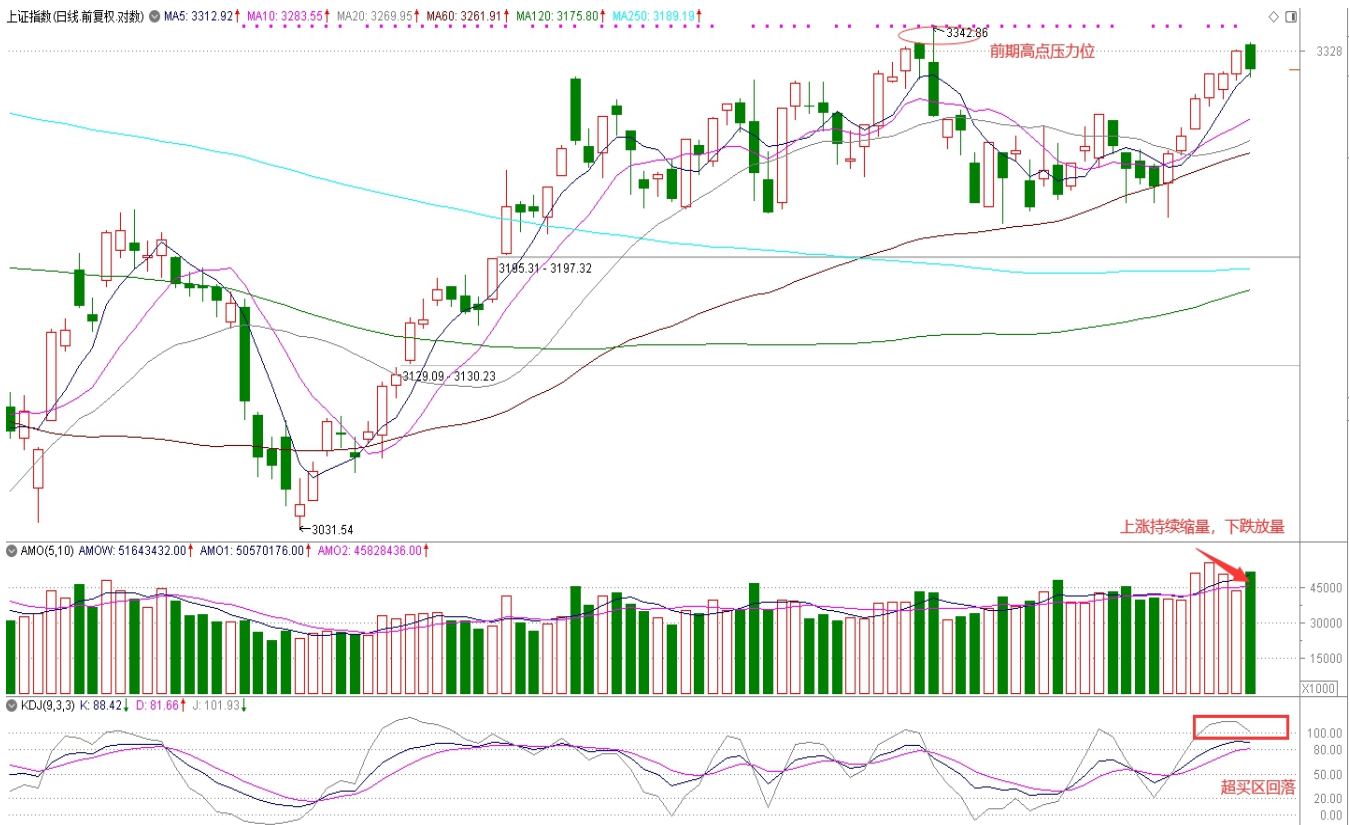 上证指数(日线.前复权.对数) MA5: 3312.92↑ MA10: 3283.55↑ MA20: 3269.95↑ MA60: 3261.91↑ MA120: 3175.80↑ MA250: 3189.19↑
3342.86
前期高点压力位
3328
3195.31 - 3197.32
3129.09 - 3130.23
3031.54
上涨持续缩量，下跌放量
AMO(5,10) AMOW: 51643432.00↑ AMO1: 50570176.00↑ AMO2: 45828436.00↑
45000
30000
15000
X1000
KDJ(9,3,3) K: 88.42↓ D: 81.66↑ J: 101.93↓
100.00
80.00
50.00
超买区回落
20.00
0.00